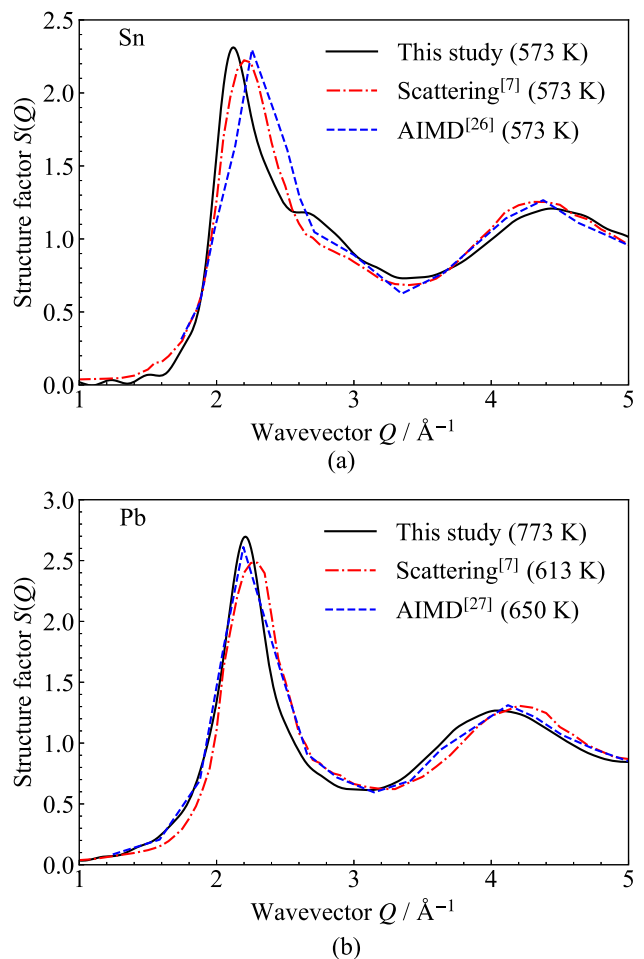 Sn
This study (573 K)
Scattering[7] (573 K)
AIMD[26] (573 K)
Structure factor S(Q)
2.5
2.0
1.5
1.0
0.5
0.0
1 2 3 4 5
Wavevector Q / Å−1
(a)
Pb
This study (773 K)
Scattering[7] (613 K)
AIMD[27] (650 K)
Structure factor S(Q)
3.0
2.5
2.0
1.5
1.0
0.5
0.0
1 2 3 4 5
Wavevector Q / Å−1
(b)